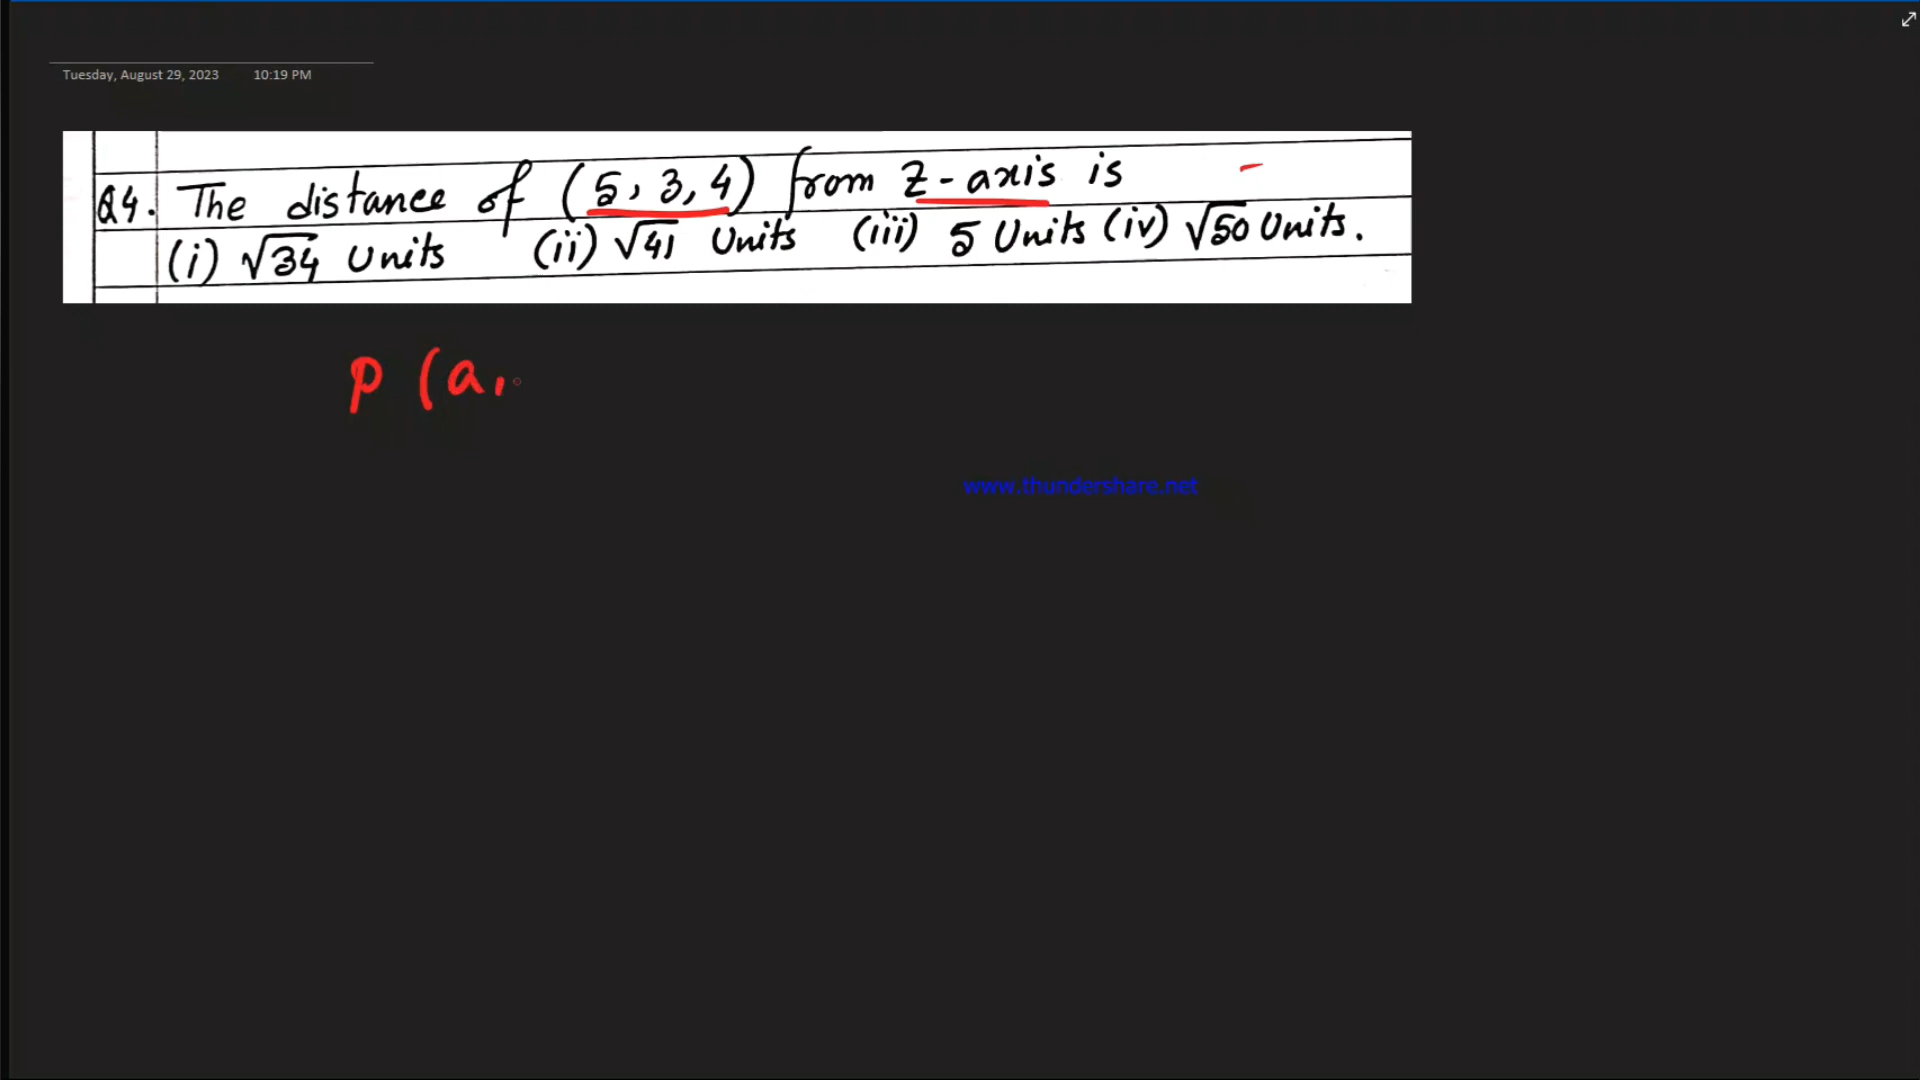 Tuesday, August 29, 2023 10:19 PM
Q4. The distance of (5, 3, 4) from Z-axis is
(i) √34 Units (ii) √41 Units (iii) 5 Units (iv) √50 Units.
P (a,
www.thundershare.net